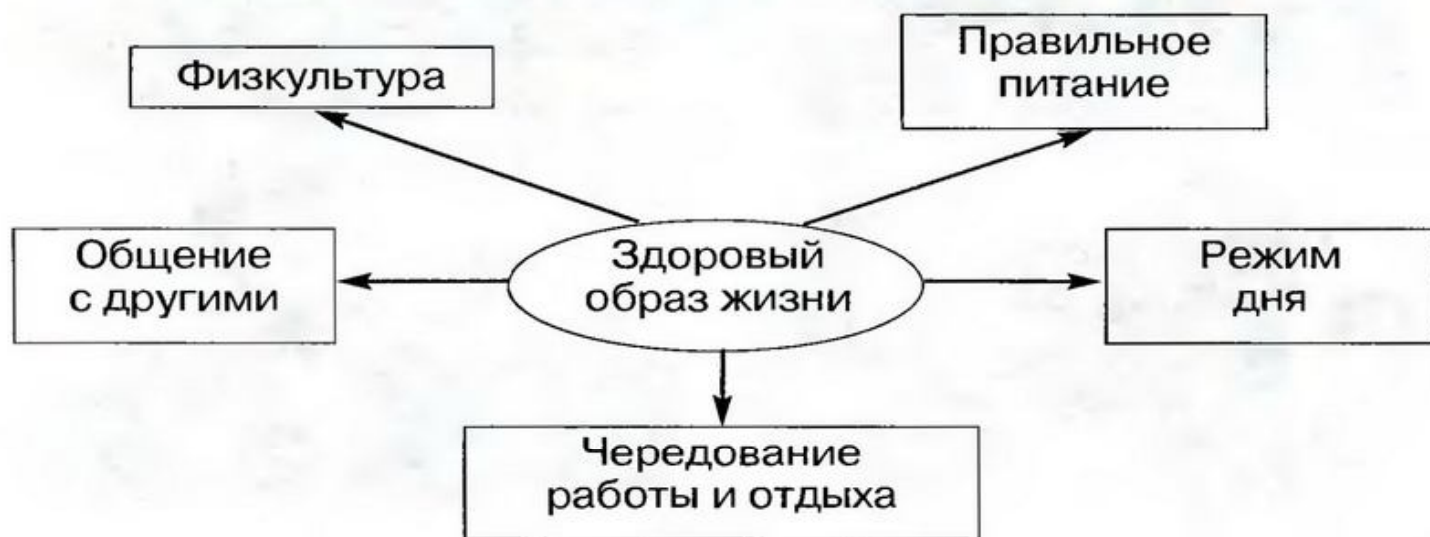 Физкультура
Правильное
питание
Общение
с другими
Здоровый
образ жизни
Режим
дня
Чередование
работы и отдыха